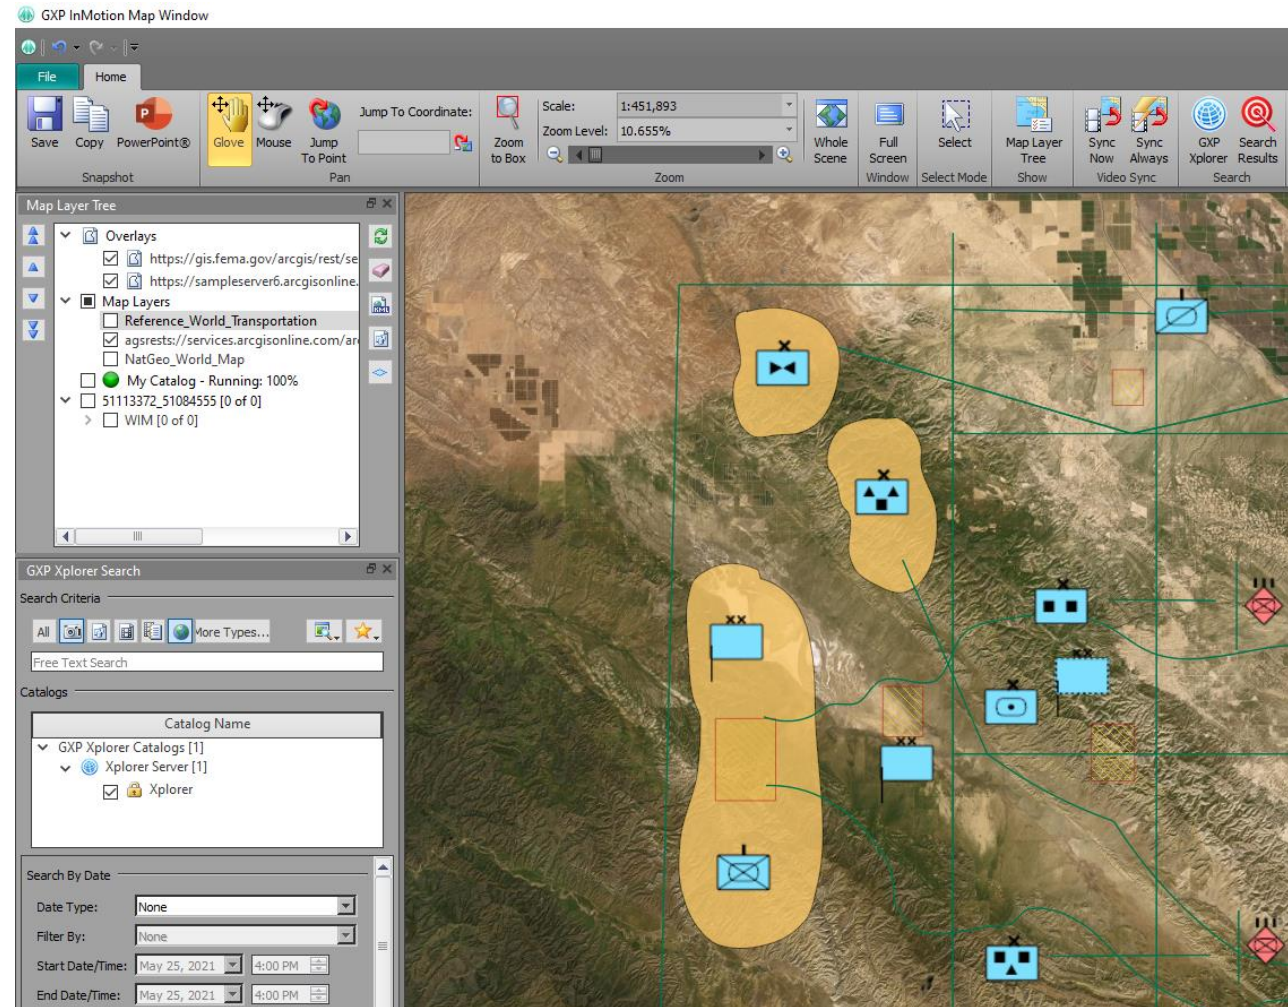 GXP InMotion Map Window
File
Home
Save
Copy
PowerPoint®
Snapshot
Glove
Mouse
Jump
To Point
Jump To Coordinate:
Pan
Zoom
to Box
Scale:
1:451,893
Zoom Level:
10.655%
Whole
Scene
Zoom
Full
Screen
Window
Select
Select Mode
Map Layer
Tree
Show
Sync
Now
Sync
Always
Video Sync
GXP
Xplorer
Search
Results
Search
Map Layer Tree
Overlays
https://gis.fema.gov/arcgis/rest/se
https://sampleserver6.arcgisonline.
Map Layers
Reference_World_Transportation
agsrests://services.arcgisonline.com/ar
NatGeo_World_Map
My Catalog - Running: 100%
51113372_51084555 [0 of 0]
WIM [0 of 0]
KML
GXP Xplorer Search
Search Criteria
All
More Types...
Free Text Search
Catalogs
Catalog Name
GXP Xplorer Catalogs [1]
Xplorer Server [1]
Xplorer
Search By Date
Date Type:
None
Filter By:
None
Start Date/Time:
May 25, 2021
4:00 PM
End Date/Time:
May 25, 2021
4:00 PM